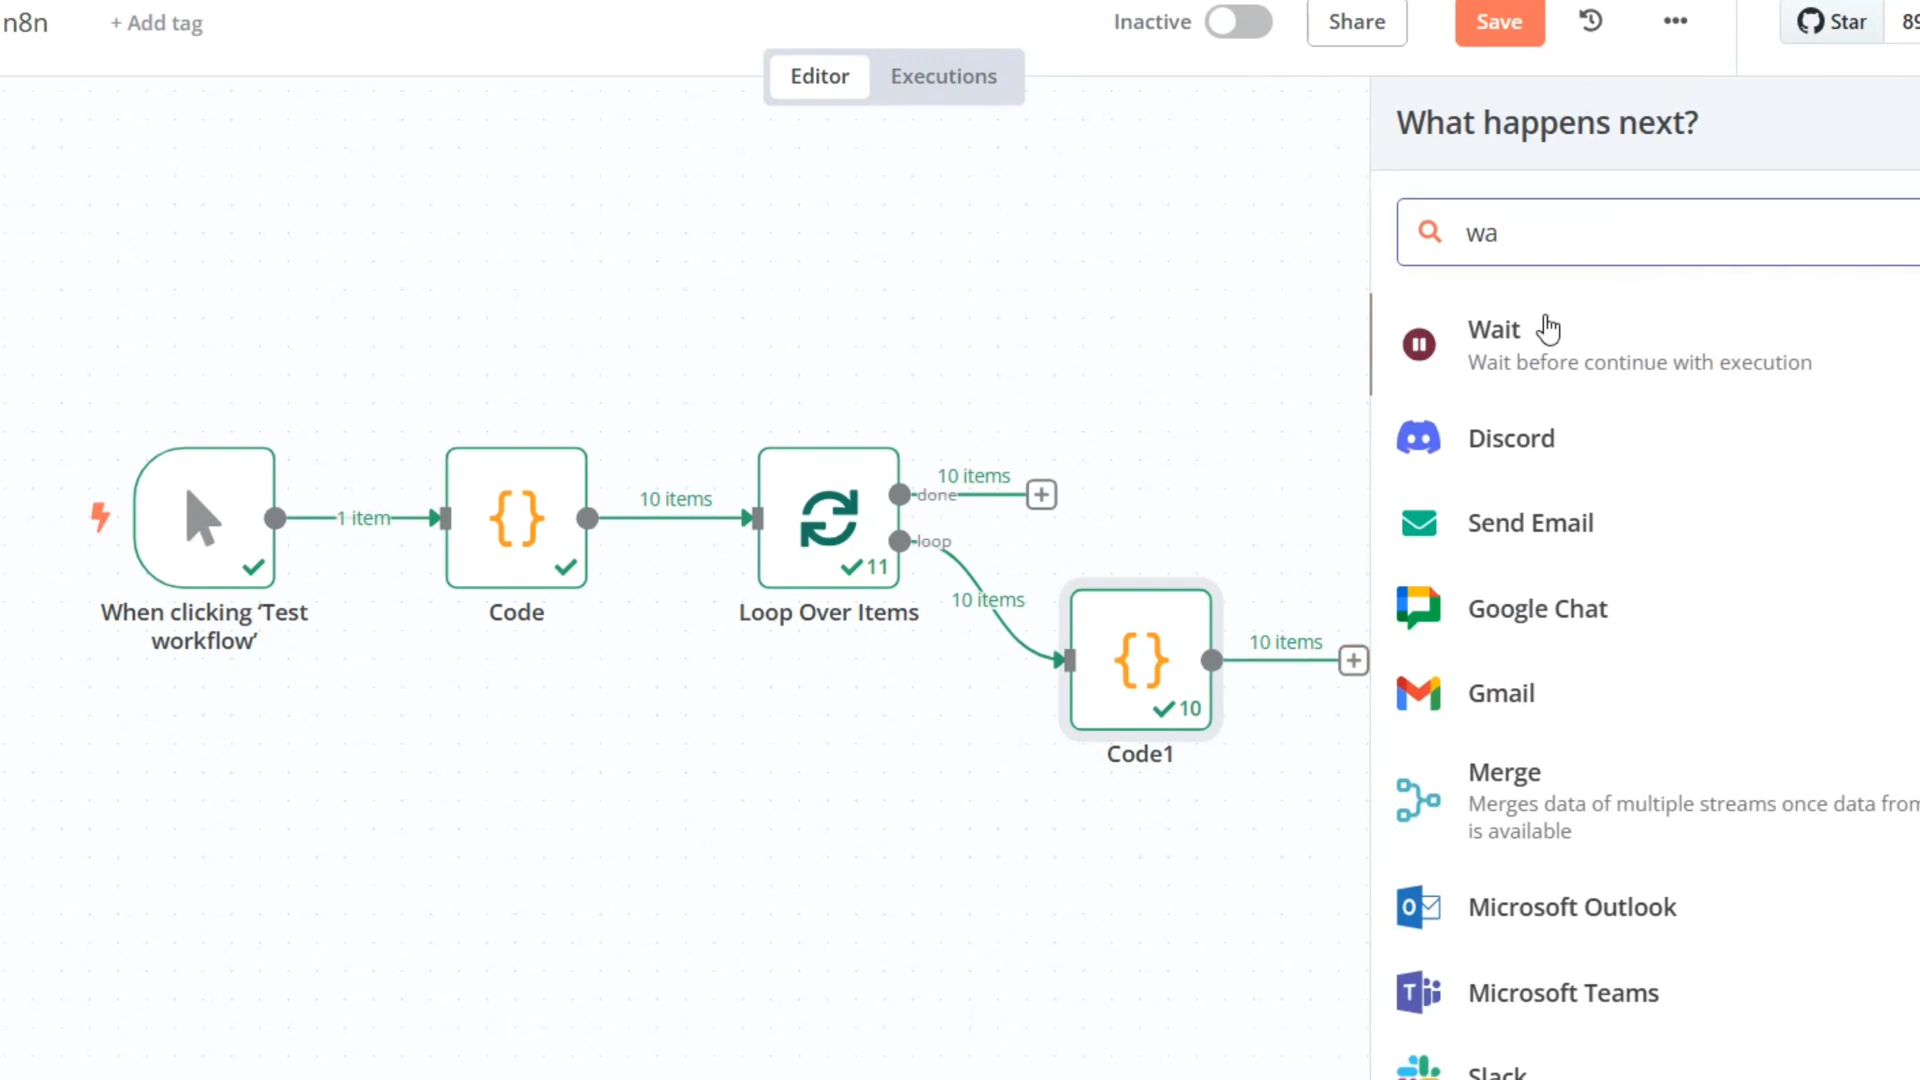 n8n
+ Add tag
Inactive
Share
Save
Star
Editor
Executions
What happens next?
wa
Wait
Wait before continue with execution
Discord
Send Email
Google Chat
Gmail
Merge
Merges data of multiple streams once data from
is available
Microsoft Outlook
Microsoft Teams
Slack
1 item
10 items
10 items
done
loop
11
10 items
10 items
10
When clicking ‘Test
workflow’
Code
Loop Over Items
Code1